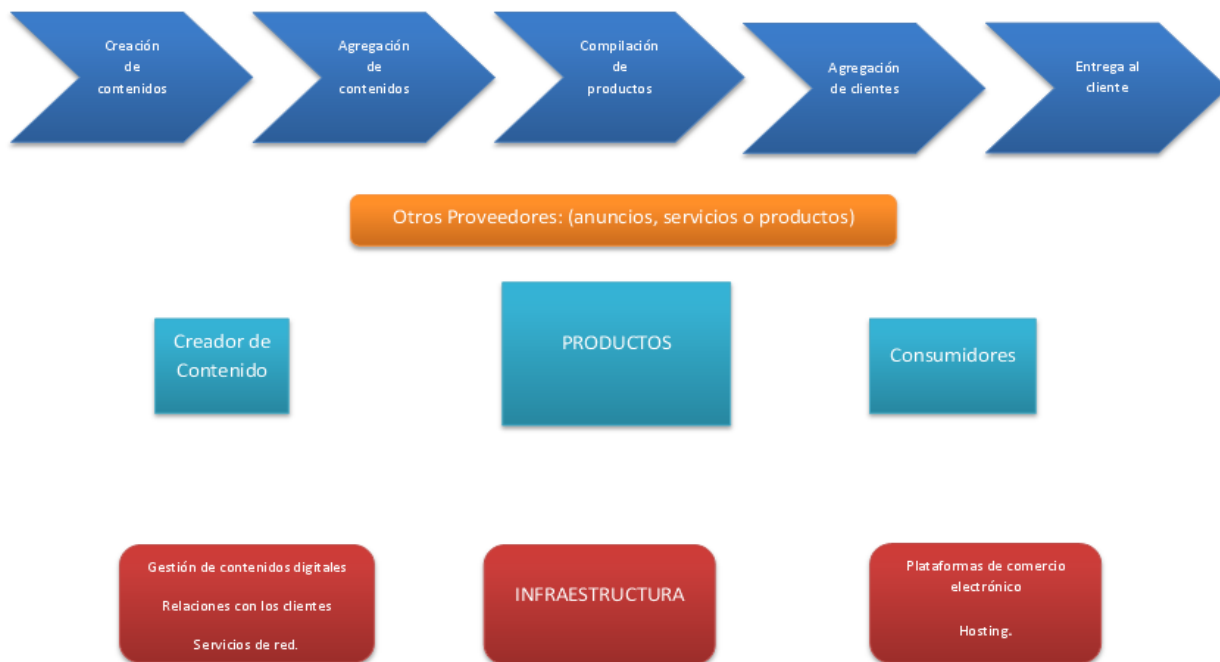 Creación
de
contenidos
Agregación
de
contenidos
Compilación
de
productos
Agregación
de clientes
Entrega al
cliente
Otros Proveedores: (anuncios, servicios o productos)
Creador de
Contenido
PRODUCTOS
Consumidores
Gestión de contenidos digitales
Relaciones con los clientes
Servicios de red.
INFRAESTRUCTURA
Plataformas de comercio
electrónico
Hosting.